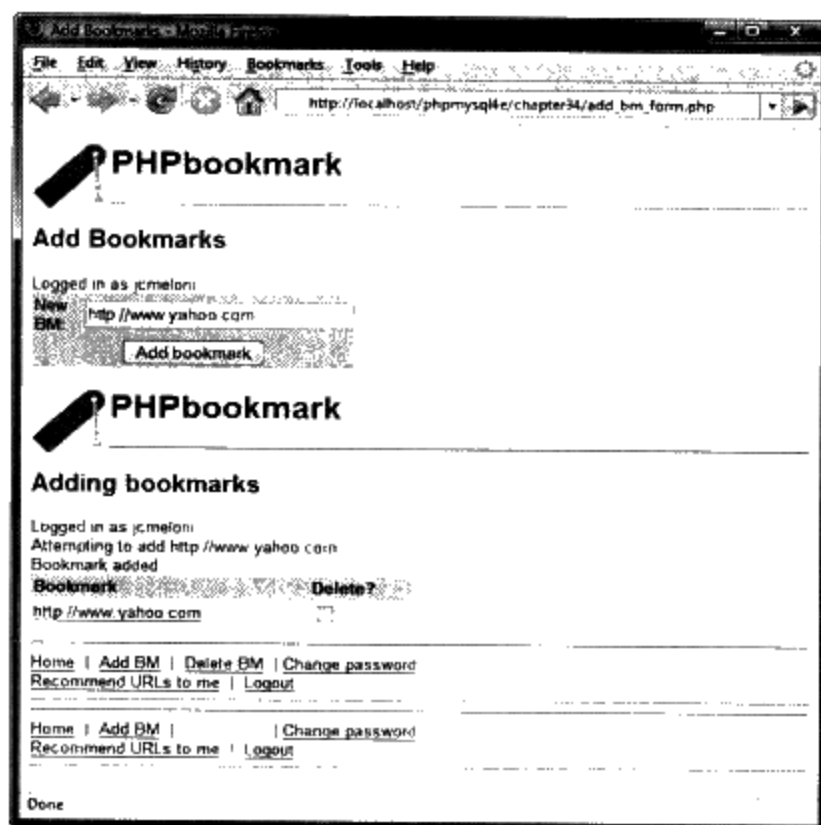 Add Bookmarks - Mozilla Firefox
File Edit View History Bookmarks Tools Help
http://localhost/phpmysql4e/chapter34/add_bm_form.php
PHPbookmark
Add Bookmarks
Logged in as jcmeloni
New BM:
http://www.yahoo.com
Add bookmark
PHPbookmark
Adding bookmarks
Logged in as jcmeloni
Attempting to add http://www.yahoo.com
Bookmark added
Bookmark Delete?
http://www.yahoo.com
Home | Add BM | Delete BM | Change password
Recommend URLs to me | Logout
Home | Add BM | | Change password
Recommend URLs to me | Logout
Done